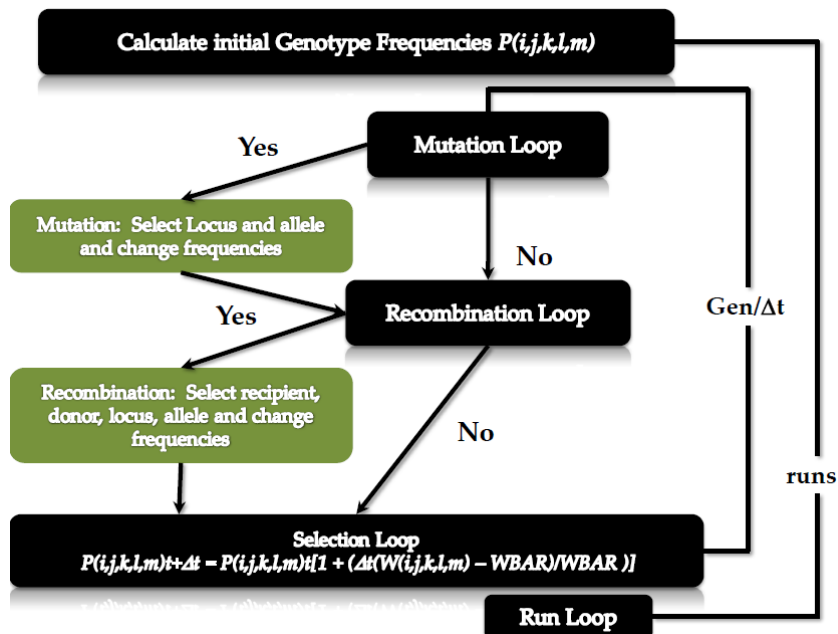 Calculate initial Genotype Frequencies P(i,j,k,l,m)
Mutation Loop
Yes
Mutation: Select Locus and allele
and change frequencies
No
Gen/Δt
Recombination Loop
Yes
Recombination: Select recipient,
donor, locus, allele and change
frequencies
No
runs
Selection Loop
P(i,j,k,l,m)t+Δt = P(i,j,k,l,m)t[1 + (Δt(W(i,j,k,l,m) – WBAR)/WBAR )]
Run Loop